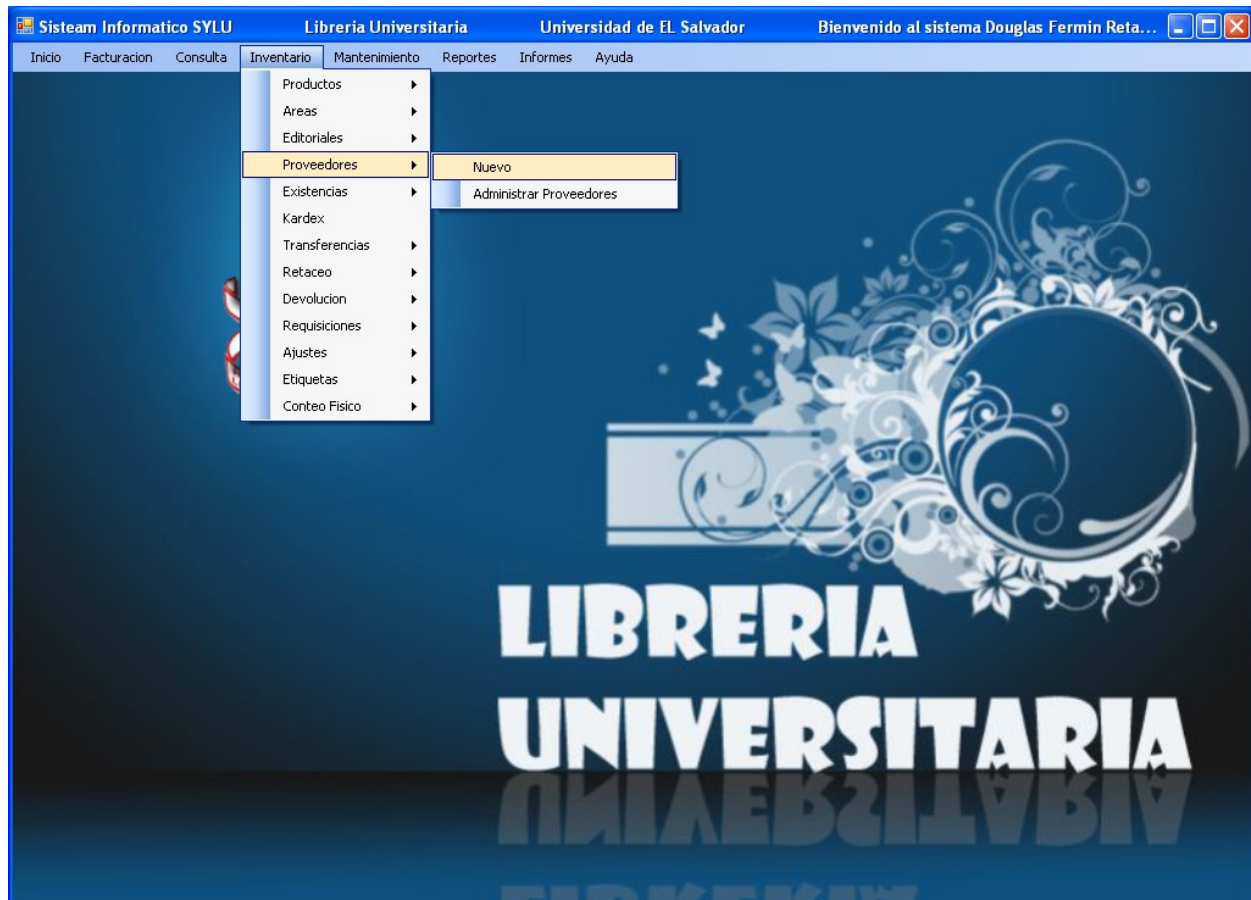 Sisteam Informatico SYLU Libreria Universitaria Universidad de EL Salvador Bienvenido al sistema Douglas Fermin Reta...
Inicio Facturacion Consulta Inventario Mantenimiento Reportes Informes Ayuda
Productos
Areas
Editoriales
Proveedores
Nuevo
Existencias
Administrar Proveedores
Kardex
Transferencias
Retaceo
Devolucion
Requisiciones
Ajustes
Etiquetas
Conteo Fisico
LIBRERIA
UNIVERSITARIA